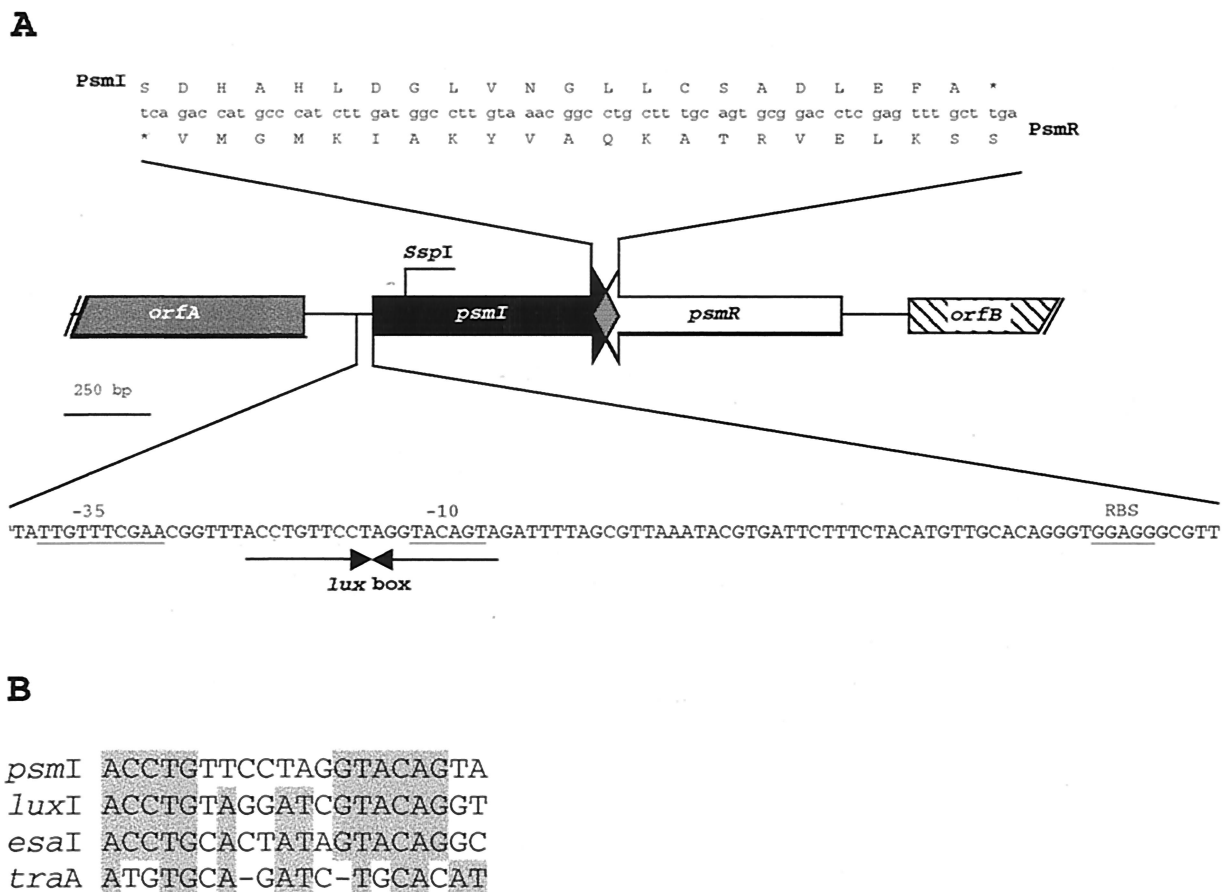 A
PsmI S D H A H L D G L V N G L L C S A D L E F A *
tca gac cat gcc cat ctt gat ggc ctt gta aac ggc ctg ctt tgc agt gcg gac ctc gag ttt gct tga
* V M G M K I A K Y V A Q K A T R V E L K S S PsmR
SspI
orfA psmI psmR orfB
250 bp
-35 -10 RBS
TATTGTTTCGAACGGTTTACCTGTTCCTAGGTACAGTAGATTTTAGCGTTAAATACGTGATTCTTTCTACATGTTGCACAGGGTGGAGGGCGTT
lux box
B
psmI ACCTGTTCCTAGGTACAGTA
luxI ACCTGTAGGATCGTACAGGT
esaI ACCTGCACTATAGTACAGGC
traA ATGTGCA-GATC-TGCACAT